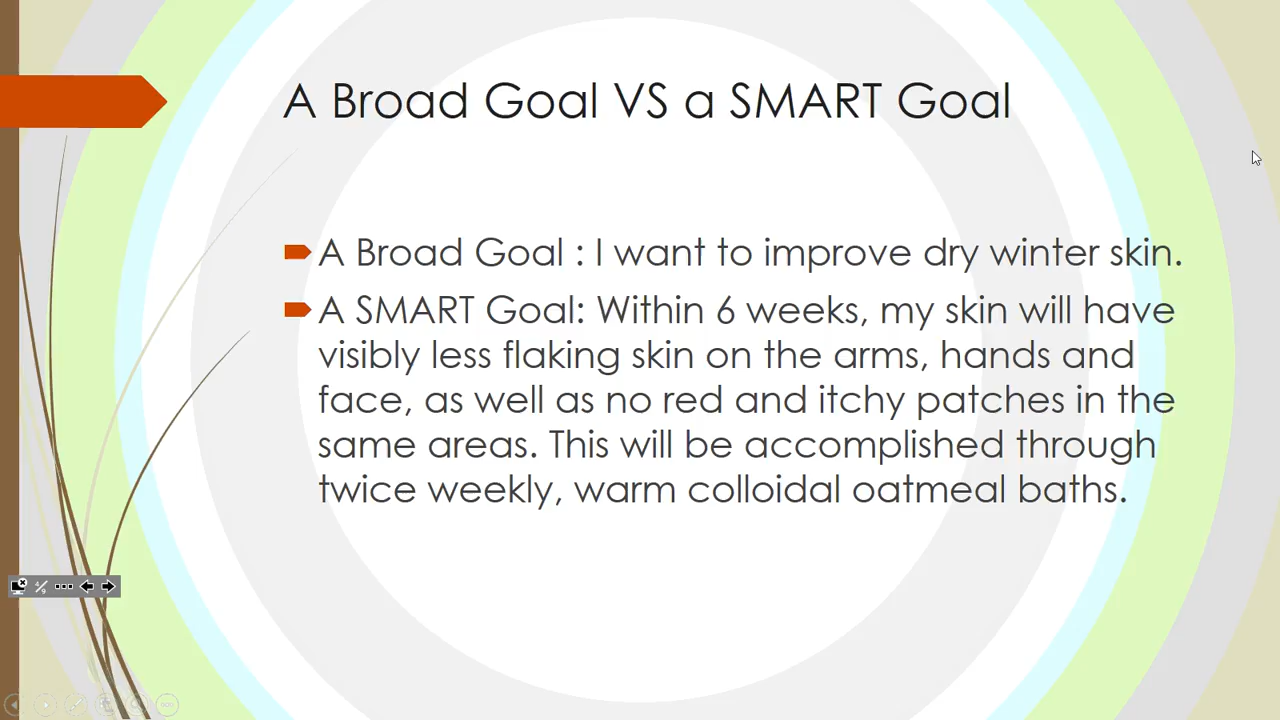 A Broad Goal VS a SMART Goal
A Broad Goal : I want to improve dry winter skin.
A SMART Goal: Within 6 weeks, my skin will have
visibly less flaking skin on the arms, hands and
face, as well as no red and itchy patches in the
same areas. This will be accomplished through
twice weekly, warm colloidal oatmeal baths.
4/9